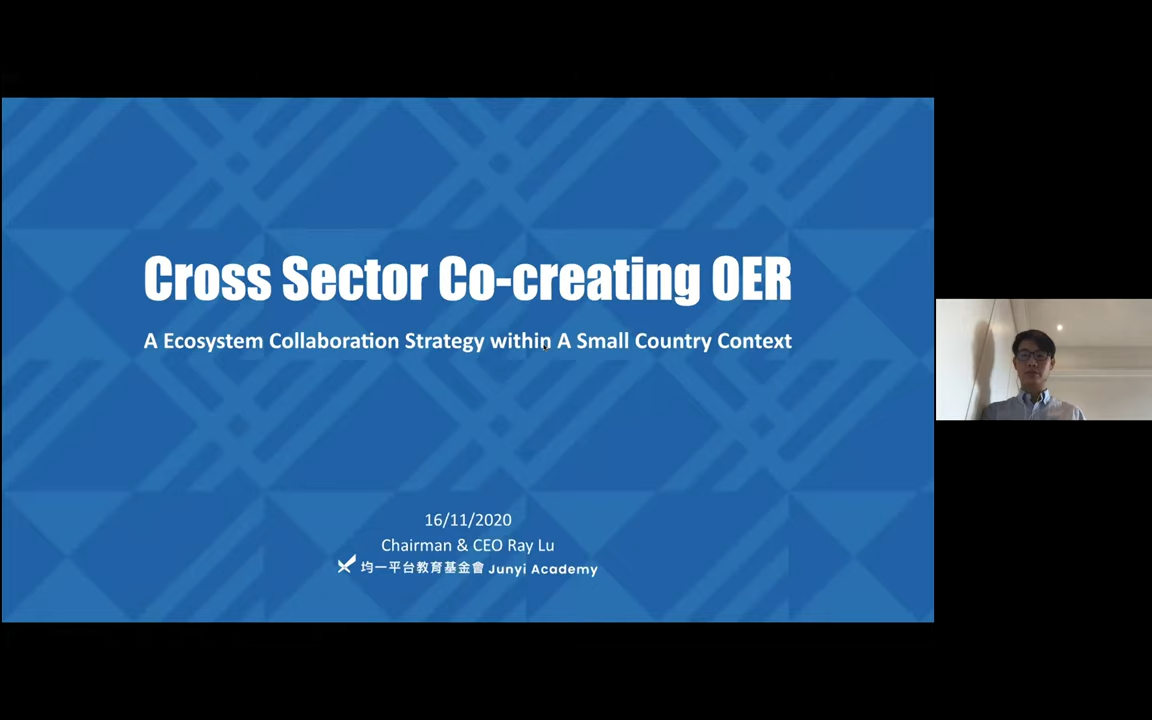 Cross Sector Co-creating OER
A Ecosystem Collaboration Strategy within A Small Country Context
16/11/2020
Chairman & CEO Ray Lu
均一平台教育基金會 Junyi Academy